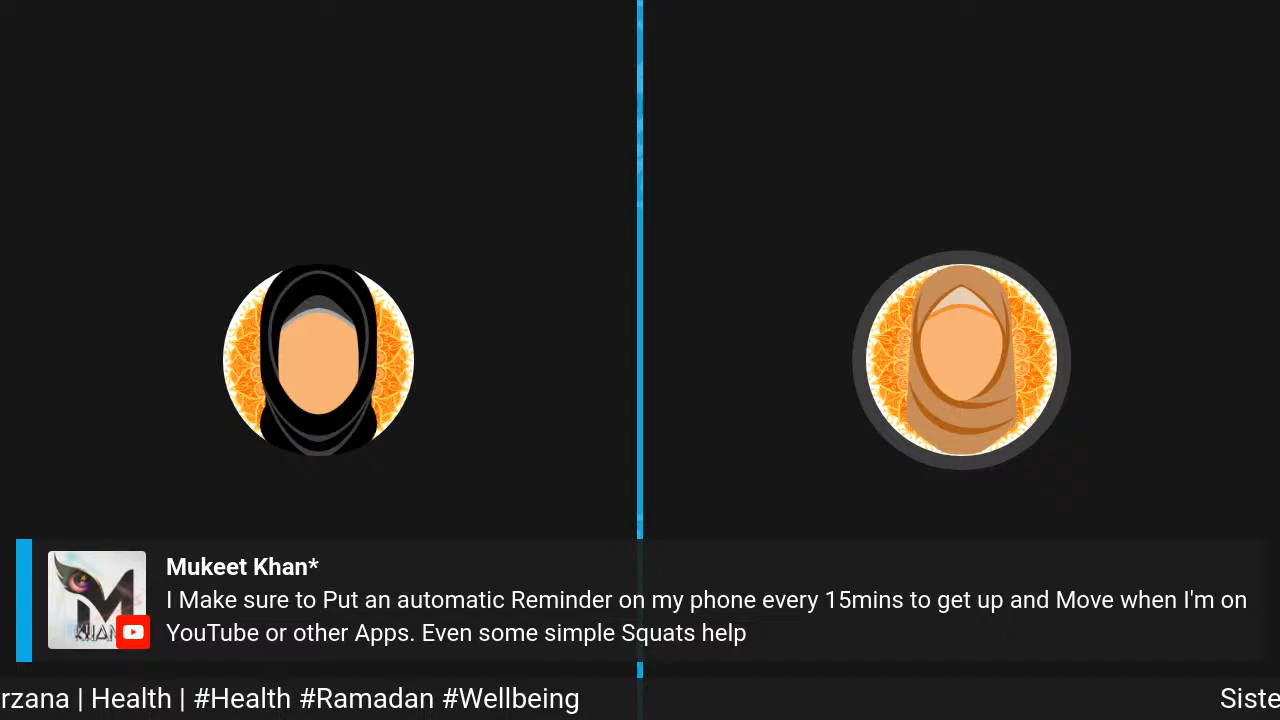 Mukeet Khan*
I Make sure to Put an automatic Reminder on my phone every 15mins to get up and Move when I'm on
YouTube or other Apps. Even some simple Squats help
KHAN
rzana | Health | #Health #Ramadan #Wellbeing
Siste